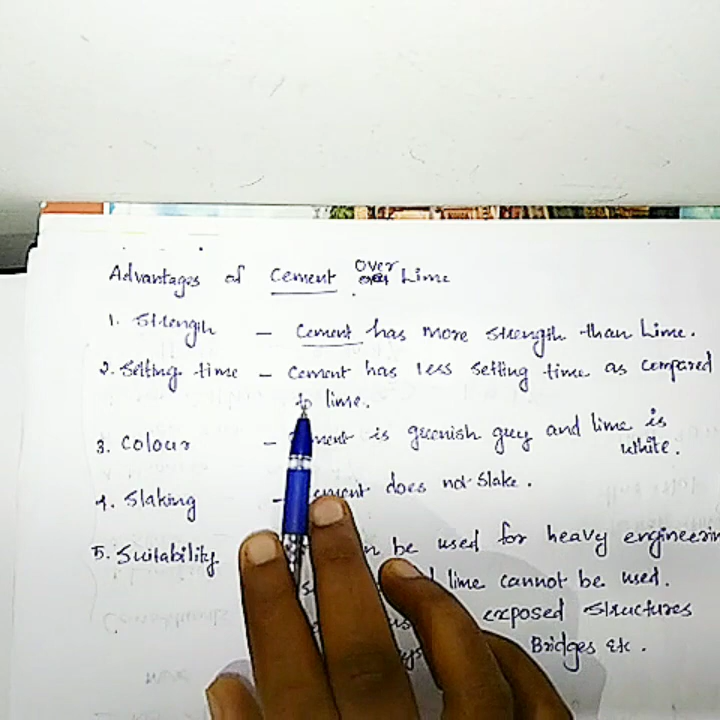 Advantages of Cement Over Lime
1. Strength - Cement has more strength than Lime.
2. Setting time - Cement has less setting time as compared
to lime.
3. Colour - is greenish grey and lime is
white.
4. Slaking - does not slake.
5. Suitability be used for heavy
lime cannot be used.
exposed structures
Bridges etc.